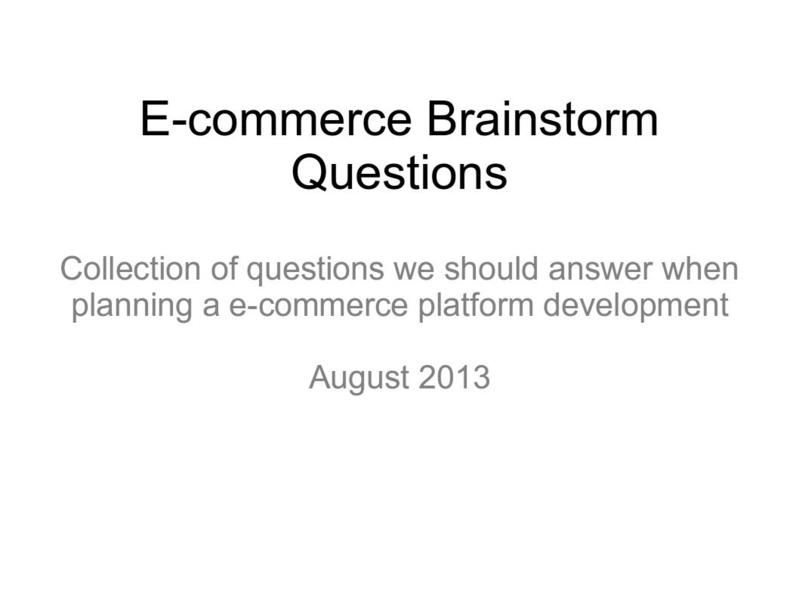 E-commerce Brainstorm
Questions
Collection of questions we should answer when
planning a e-commerce platform development
August 2013